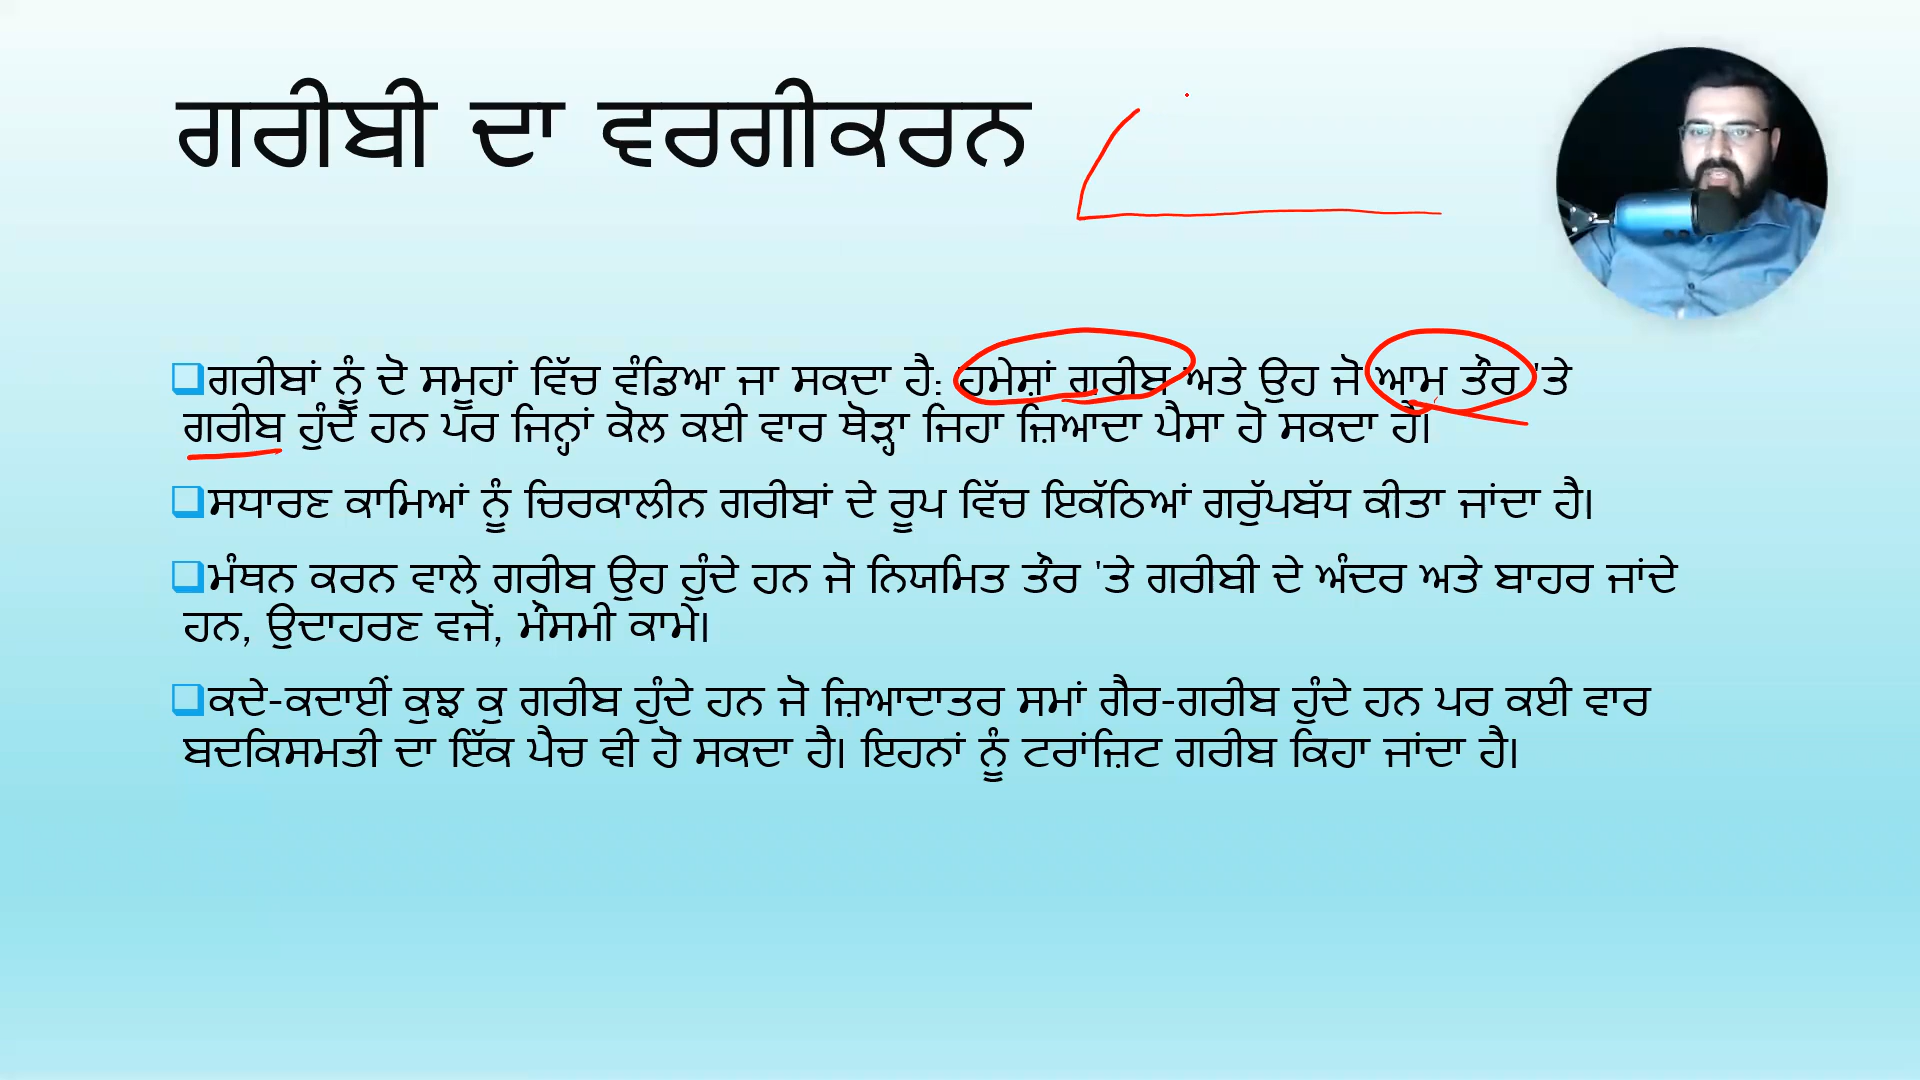 ਗਰੀਬੀ ਦਾ ਵਰਗੀਕਰਨ
ਗਰੀਬਾਂ ਨੂੰ ਦੋ ਸਮੂਹਾਂ ਵਿੱਚ ਵੰਡਿਆ ਜਾ ਸਕਦਾ ਹੈ: ਹਮੇਸ਼ਾਂ ਗਰੀਬ ਅਤੇ ਉਹ ਜੋ ਆਮ ਤੌਰ 'ਤੇ
ਗਰੀਬ ਹੁੰਦੇ ਹਨ ਪਰ ਜਿਨ੍ਹਾਂ ਕੋਲ ਕਈ ਵਾਰ ਥੋੜ੍ਹਾ ਜਿਹਾ ਜ਼ਿਆਦਾ ਪੈਸਾ ਹੋ ਸਕਦਾ ਹੈ।
ਸਧਾਰਣ ਕਾਮਿਆਂ ਨੂੰ ਚਿਰਕਾਲੀਨ ਗਰੀਬਾਂ ਦੇ ਰੂਪ ਵਿੱਚ ਇਕੱਠਿਆਂ ਗਰੁੱਪਬੱਧ ਕੀਤਾ ਜਾਂਦਾ ਹੈ।
ਮੰਥਨ ਕਰਨ ਵਾਲੇ ਗਰੀਬ ਉਹ ਹੁੰਦੇ ਹਨ ਜੋ ਨਿਯਮਿਤ ਤੌਰ 'ਤੇ ਗਰੀਬੀ ਦੇ ਅੰਦਰ ਅਤੇ ਬਾਹਰ ਜਾਂਦੇ
ਹਨ, ਉਦਾਹਰਣ ਵਜੋਂ, ਮੌਸਮੀ ਕਾਮੇ।
ਕਦੇ-ਕਦਾਈਂ ਕੁਝ ਕੁ ਗਰੀਬ ਹੁੰਦੇ ਹਨ ਜੋ ਜ਼ਿਆਦਾਤਰ ਸਮਾਂ ਗੈਰ-ਗਰੀਬ ਹੁੰਦੇ ਹਨ ਪਰ ਕਈ ਵਾਰ
ਬਦਕਿਸਮਤੀ ਦਾ ਇੱਕ ਪੈਚ ਵੀ ਹੋ ਸਕਦਾ ਹੈ। ਇਹਨਾਂ ਨੂੰ ਟਰਾਂਜ਼ਿਟ ਗਰੀਬ ਕਿਹਾ ਜਾਂਦਾ ਹੈ।